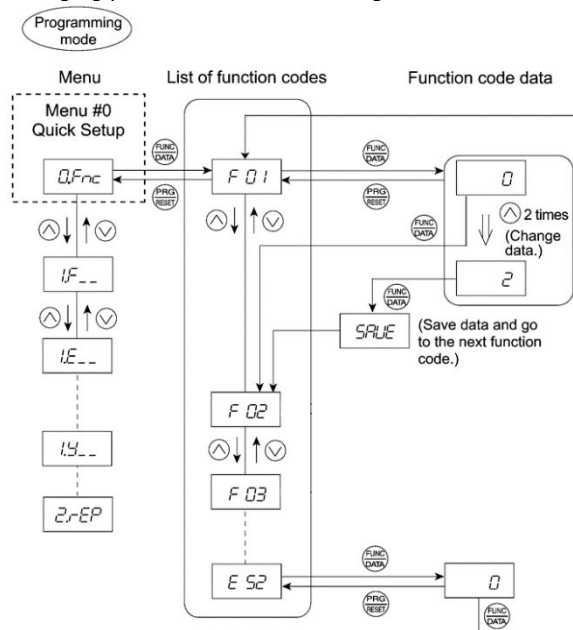 Programming
mode
Menu
List of function codes
Function code data
Menu #0
Quick Setup
FUNC
DATA
FUNC
DATA
0.Fnc
F 01
0
PRG
RESET
PRG
RESET
FUNC
DATA
2 times
(Change
data.)
1.F__
2
FUNC
DATA
SAVE
(Save data and go
to the next function
code.)
1.E__
F 02
1.y__
F 03
2.rEP
FUNC
DATA
E 52
0
PRG
RESET
FUNC
DATA